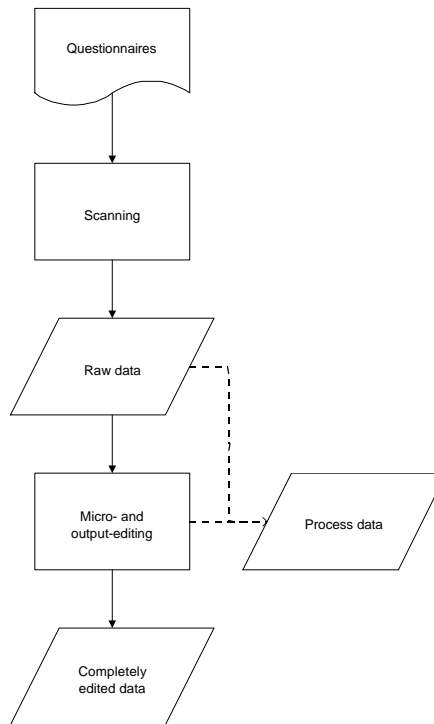 Questionnaires
Scanning
Raw data
Micro- and
output-editing
Process data
Completely
edited data